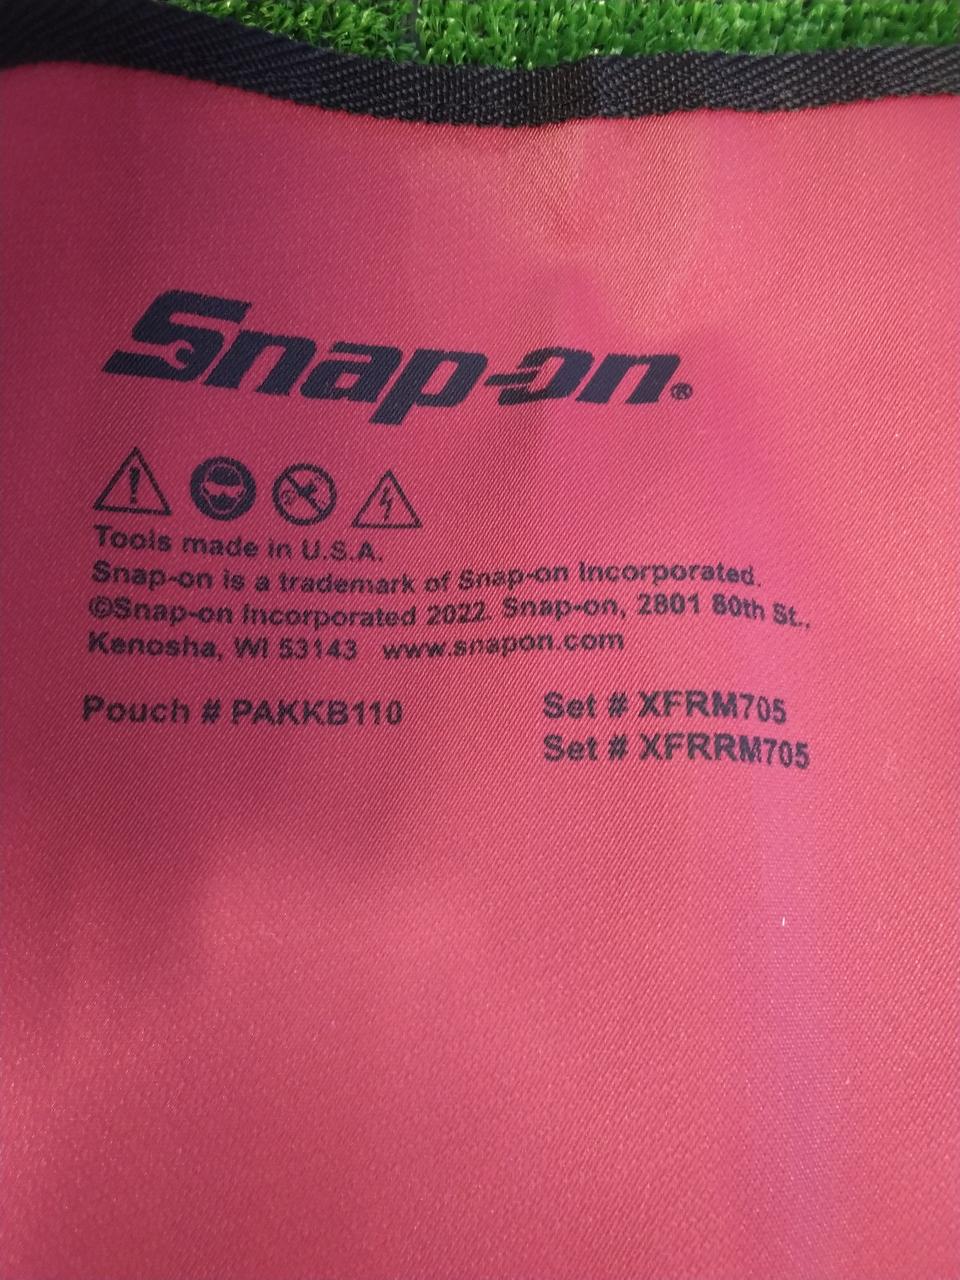 Snap-on®
Tools made in U.S.A.
Snap-on is a trademark of Snap-on Incorporated.
©Snap-on Incorporated 2022. Snap-on, 2801 80th St.,
Kenosha, WI 53143 www.snapon.com
Pouch # PAKKB110 Set # XFRM705
Set # XFRRM705